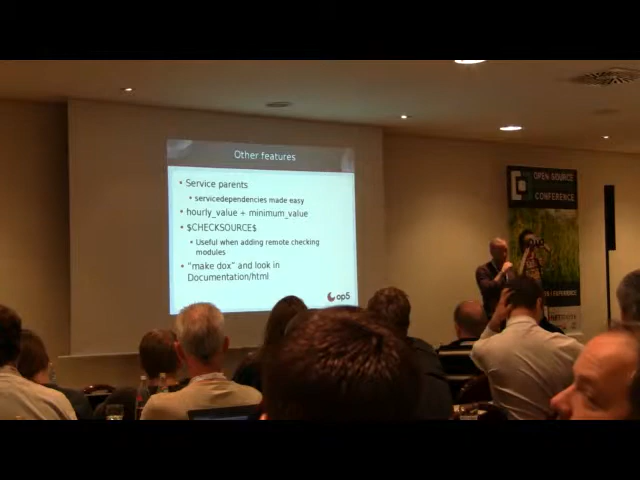 Other features
• Service parents
• servicedependencies made easy
• hourly_value + minimum_value
• $CHECKSOURCE$
• Useful when adding remote checking
modules
• "make dox" and look in
Documentation/html
op5
OPEN SOURCE
CONFERENCE